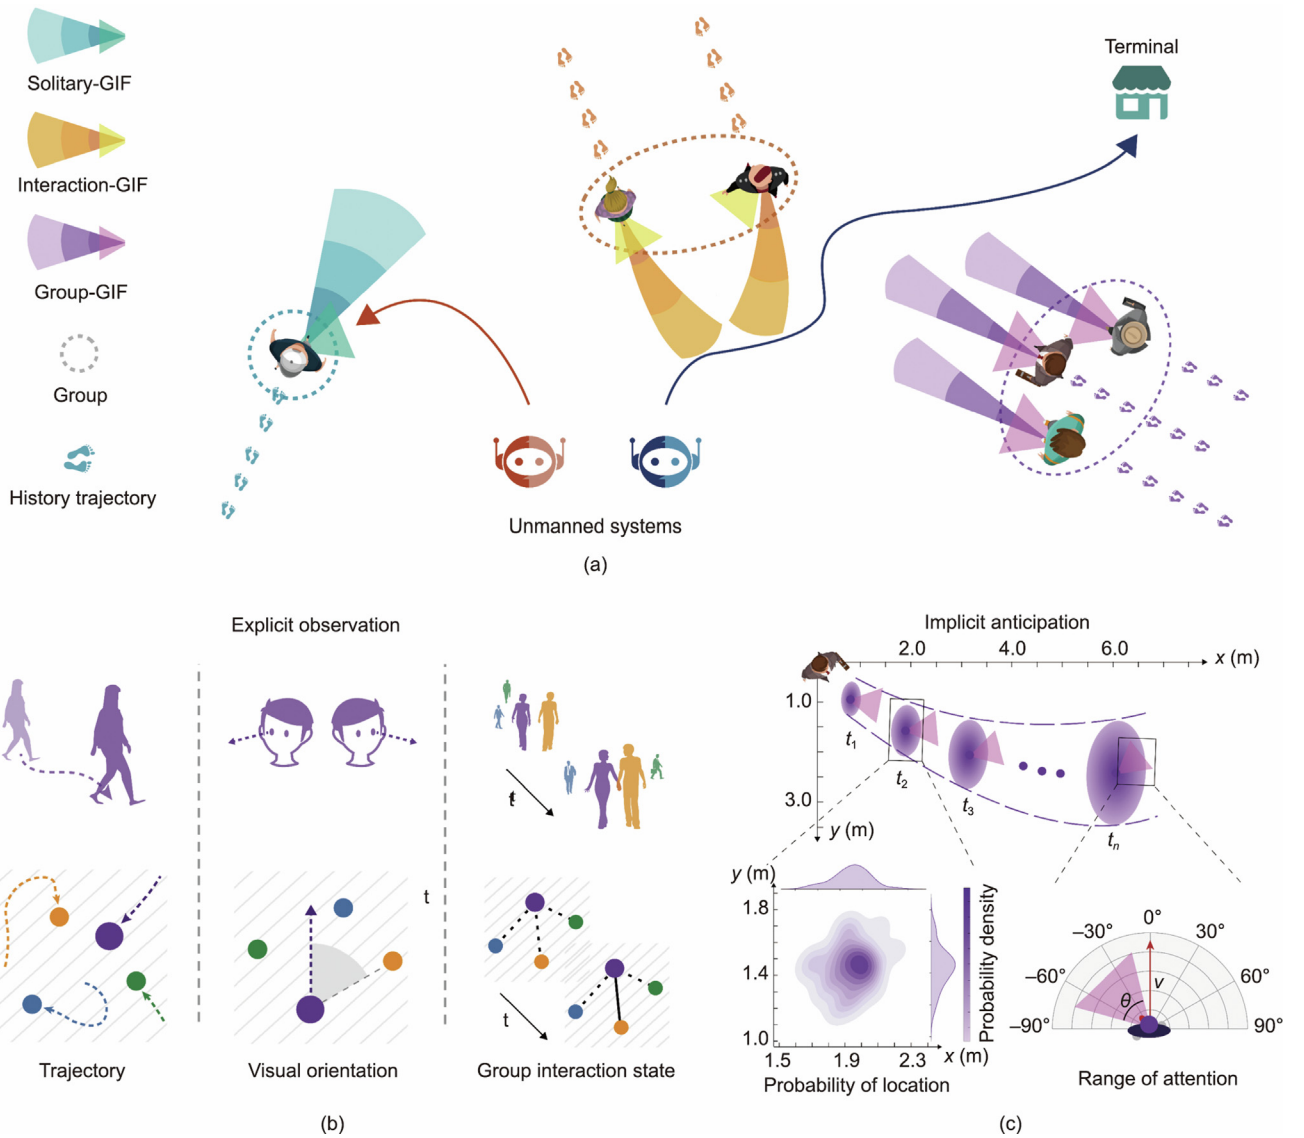 Solitary-GIF
Interaction-GIF
Group-GIF
Group
History trajectory
Terminal
Unmanned systems
(a)
Explicit observation
t
t
t
Trajectory
Visual orientation
Group interaction state
(b)
Implicit anticipation
2.0 4.0 6.0
x (m)
1.0
3.0
y (m)
t1
t2
t3
tn
y (m)
1.8
1.4
1.0
1.5 1.9 2.3
x (m)
Probability of location
Probability density
0°
–30° 30°
–60° 60°
–90° 90°
θ
v
Range of attention
(c)